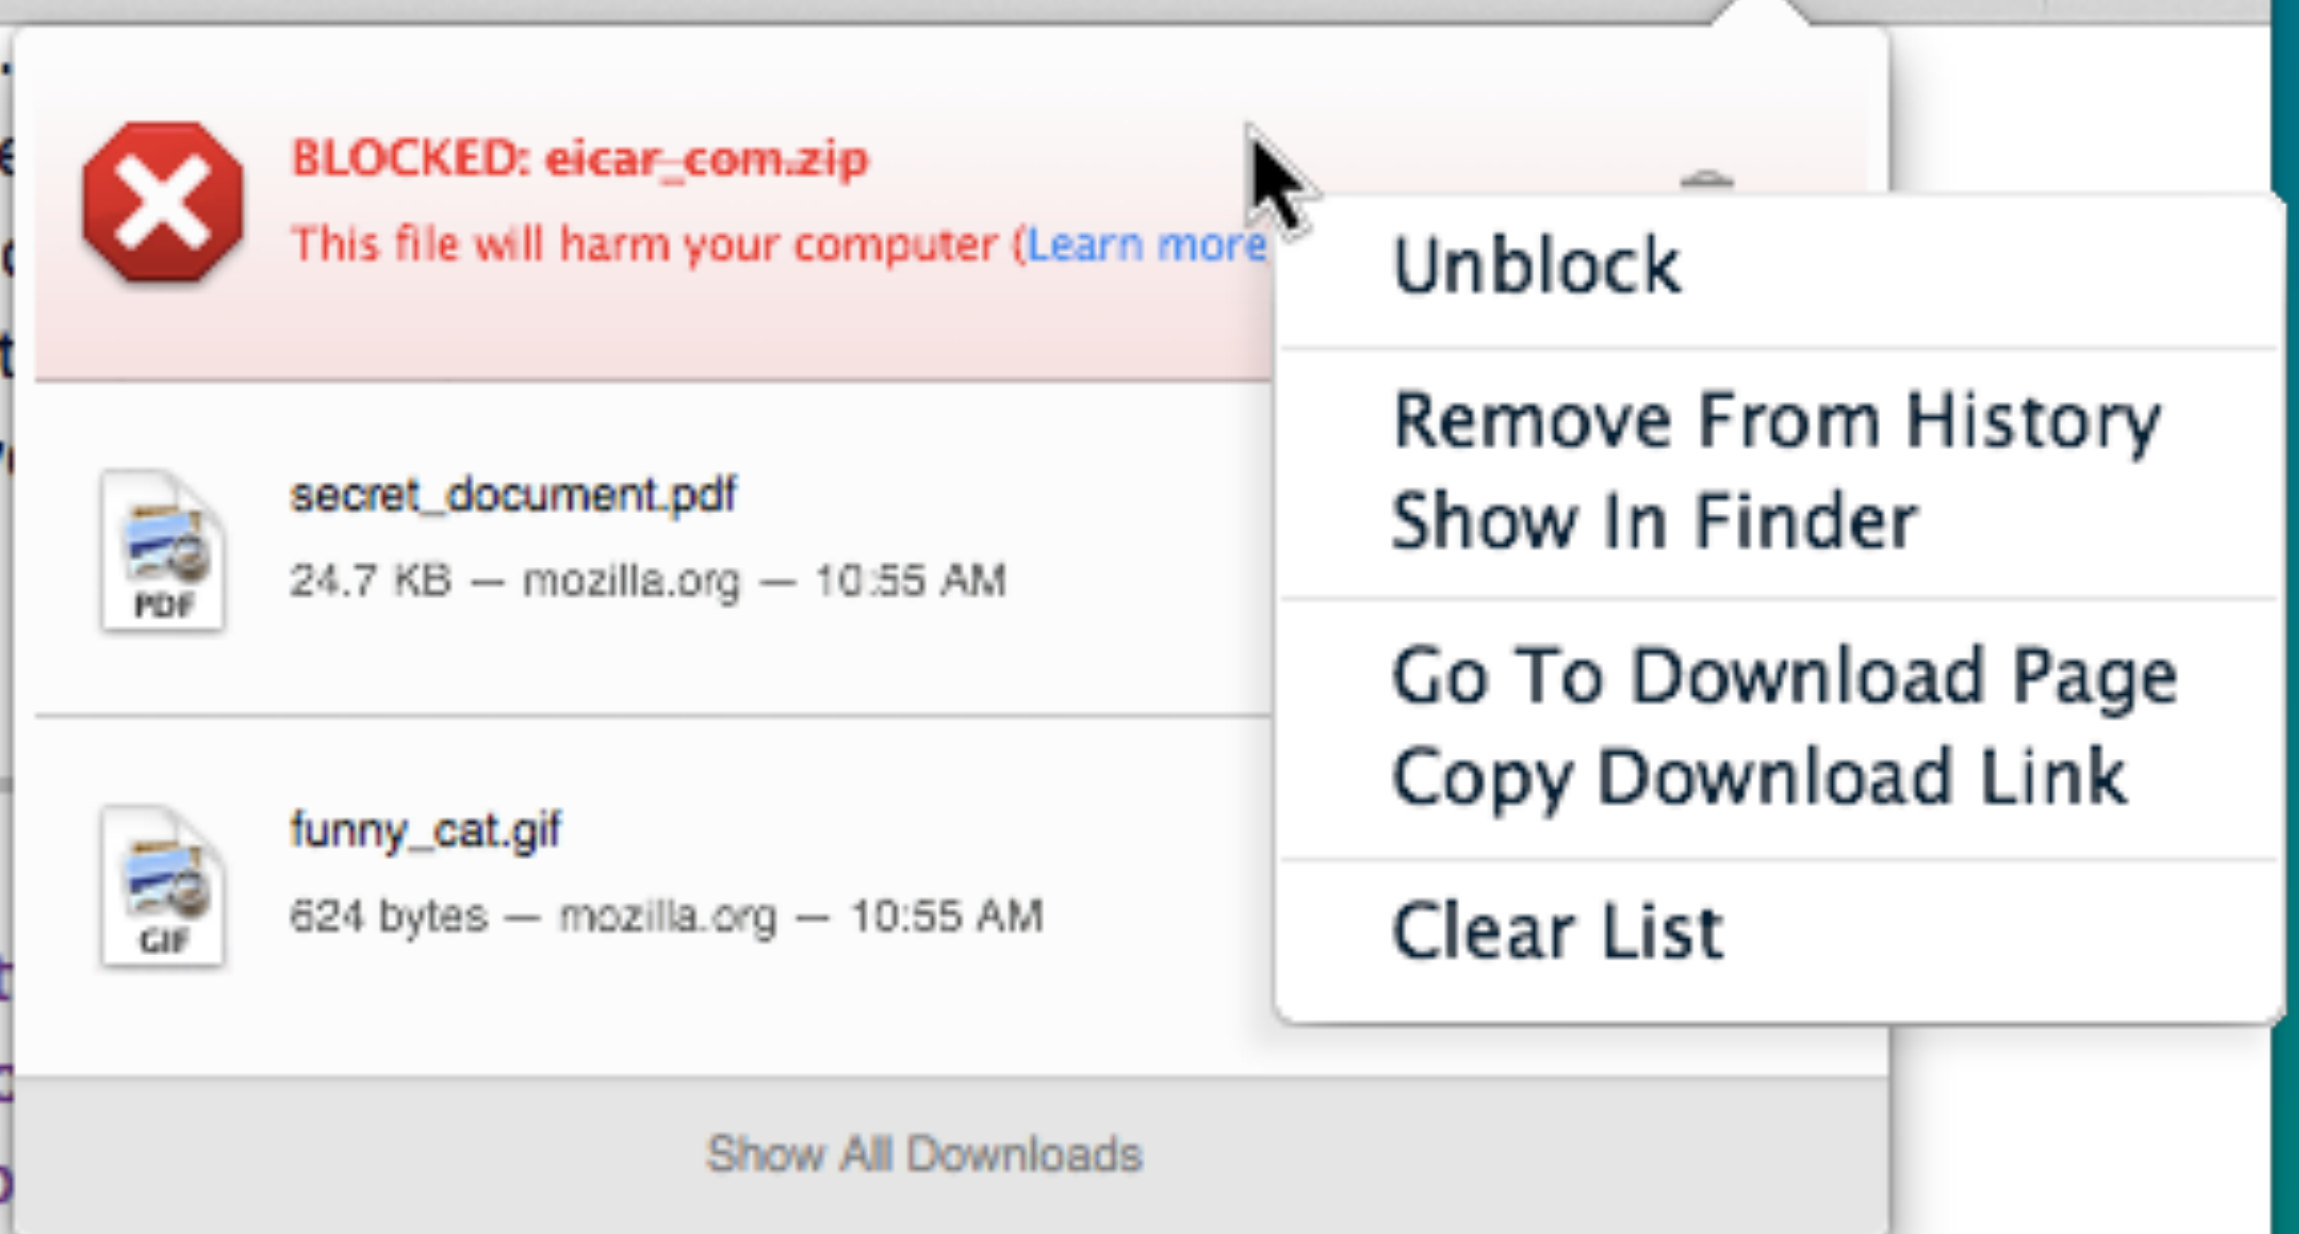 BLOCKED: eicar_com.zip
This file will harm your computer (Learn more
Unblock
Remove From History
Show In Finder
Go To Download Page
Copy Download Link
Clear List
secret_document.pdf
24.7 KB — mozilla.org — 10:55 AM
PDF
funny_cat.gif
624 bytes — mozilla.org — 10:55 AM
GIF
Show All Downloads